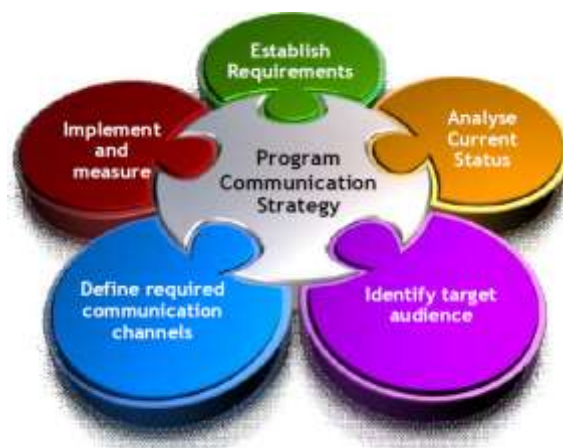 Establish
Requirements
Analyse
Current
Status
Implement
and
measure
Program
Communication
Strategy
Define required
communication
channels
Identify target
audience